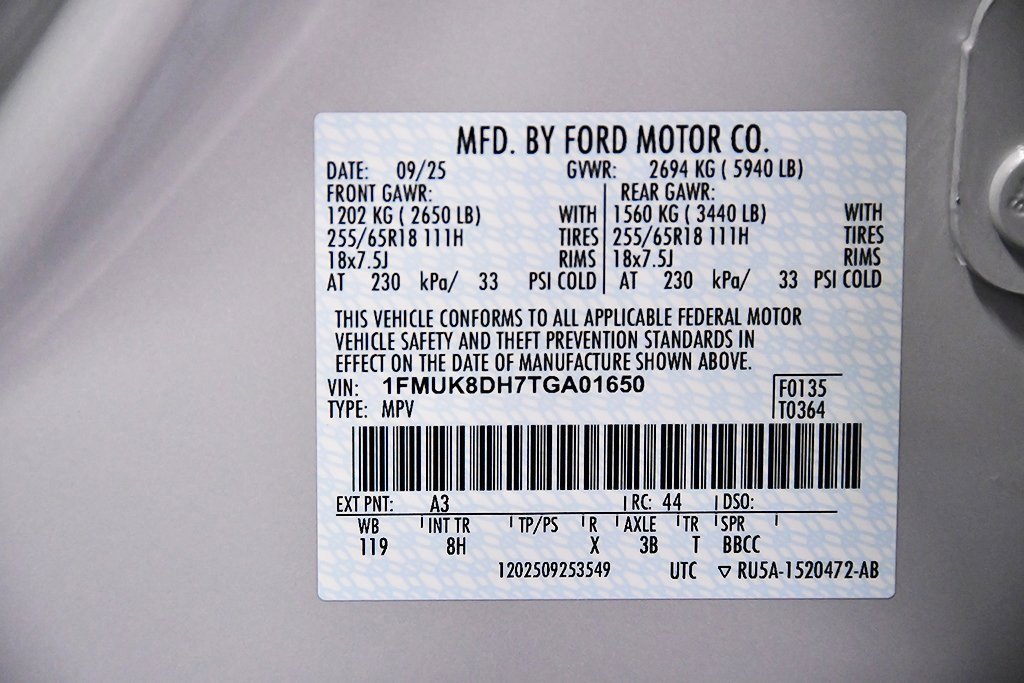 MFD. BY FORD MOTOR CO.
DATE: 09/25 GVWR: 2694 KG ( 5940 LB)
FRONT GAWR: REAR GAWR:
1202 KG ( 2650 LB) WITH 1560 KG ( 3440 LB) WITH
255/65R18 111H TIRES 255/65R18 111H TIRES
18x7.5J RIMS 18x7.5J RIMS
AT 230 kPa/ 33 PSI COLD AT 230 kPa/ 33 PSI COLD
THIS VEHICLE CONFORMS TO ALL APPLICABLE FEDERAL MOTOR
VEHICLE SAFETY AND THEFT PREVENTION STANDARDS IN
EFFECT ON THE DATE OF MANUFACTURE SHOWN ABOVE.
VIN: 1FMUK8DH7TGA01650 F0135
TYPE: MPV T0364
EXT PNT: A3 RC: 44 DSO:
WB INT TR TP/PS R AXLE TR SPR
119 8H X 3B T BBCC
1202509253549 UTC ▽ RU5A-1520472-AB